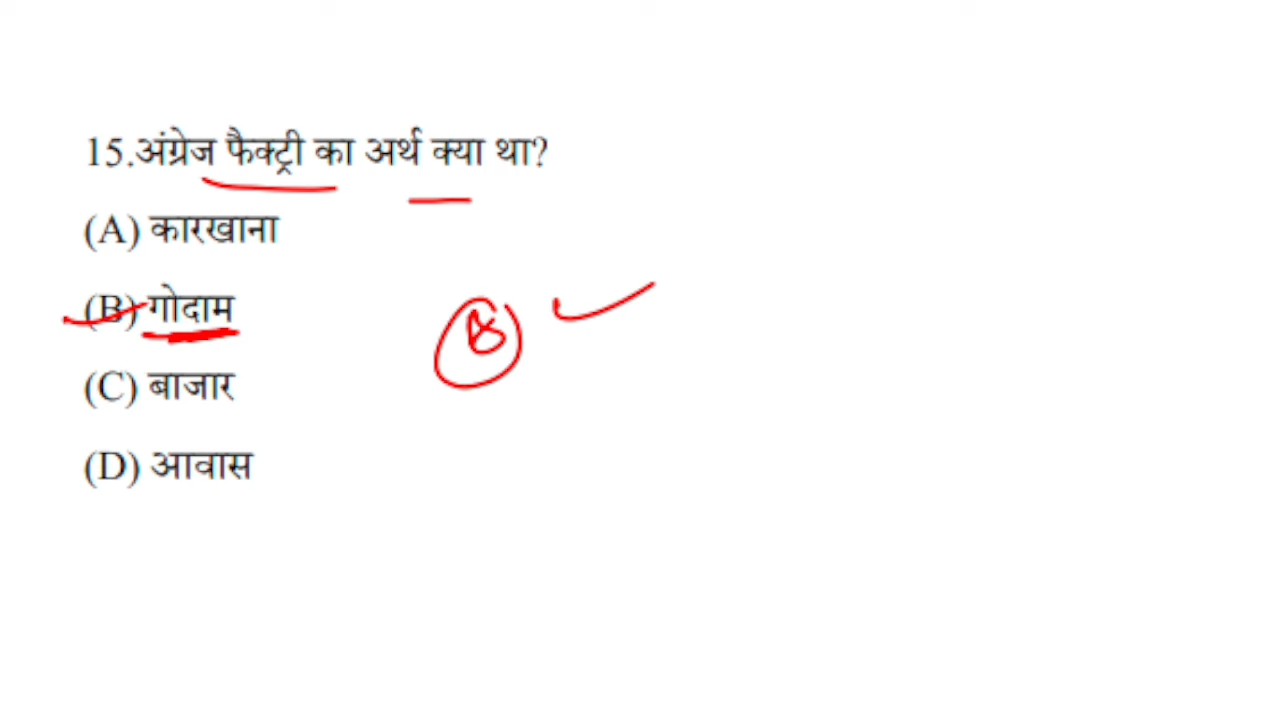 15.अंग्रेज फैक्ट्री का अर्थ क्या था?
(A) कारखाना
(B) गोदाम
B
(C) बाजार
(D) आवास